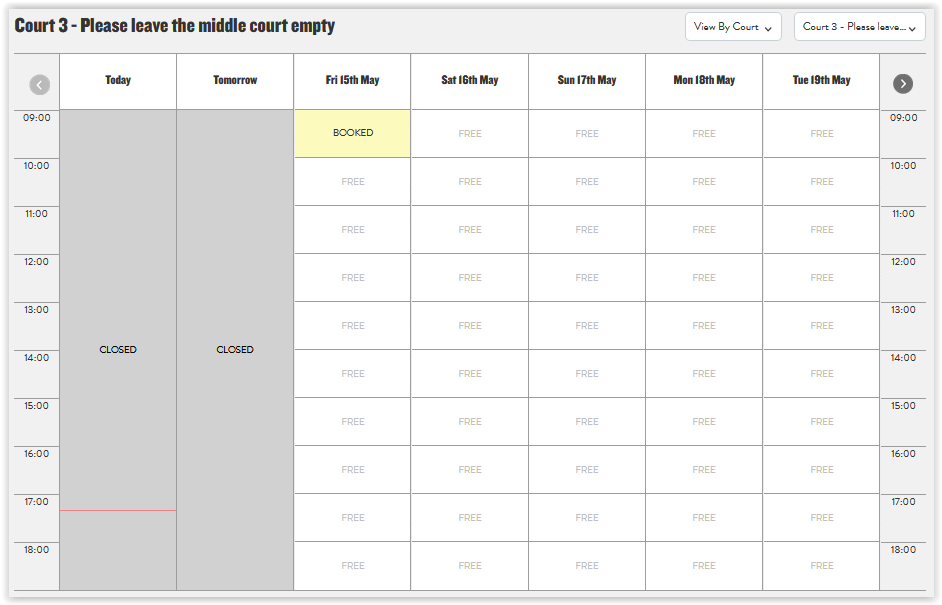 Court 3 - Please leave the middle court empty
View By Court
Court 3 - Please leave...
Today Tomorrow Fri 15th May Sat 16th May Sun 17th May Mon 18th May Tue 19th May
09:00 BOOKED FREE FREE FREE FREE 09:00
10:00 FREE FREE FREE FREE FREE 10:00
11:00 FREE FREE FREE FREE FREE 11:00
12:00 FREE FREE FREE FREE FREE 12:00
13:00 FREE FREE FREE FREE FREE 13:00
CLOSED CLOSED
14:00 FREE FREE FREE FREE FREE 14:00
15:00 FREE FREE FREE FREE FREE 15:00
16:00 FREE FREE FREE FREE FREE 16:00
17:00 FREE FREE FREE FREE FREE 17:00
18:00 FREE FREE FREE FREE FREE 18:00